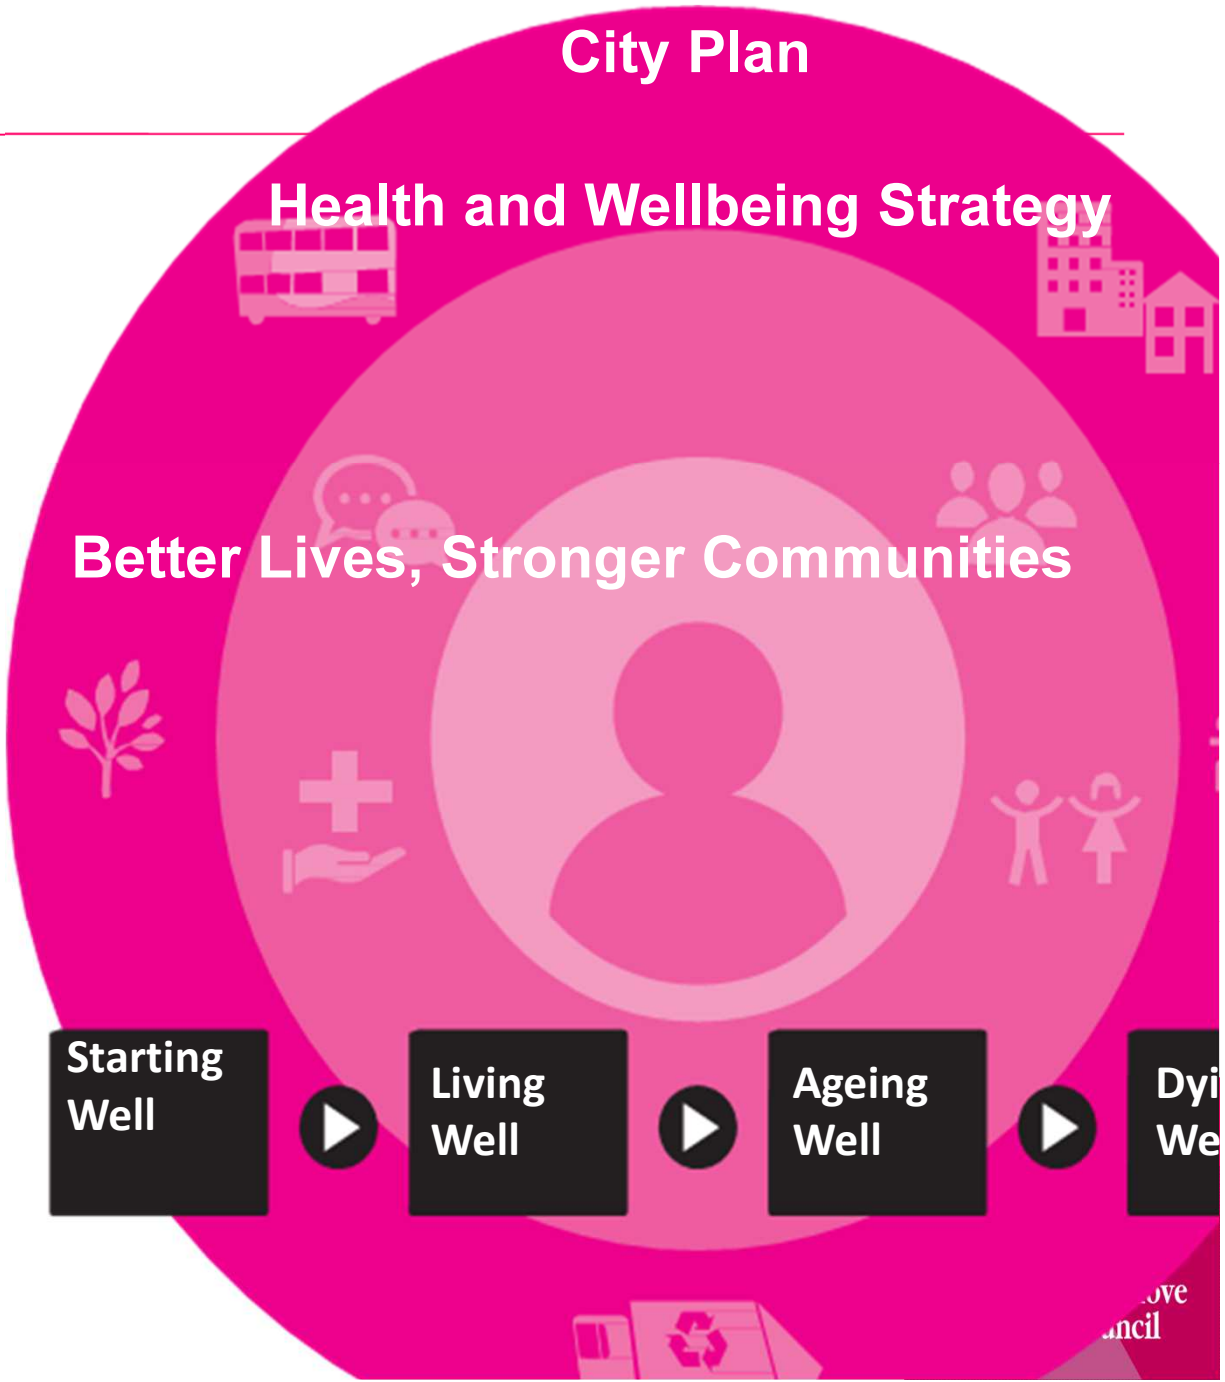 City Plan
Health and Wellbeing Strategy
Better Lives, Stronger Communities
Starting
Well
Living
Well
Ageing
Well